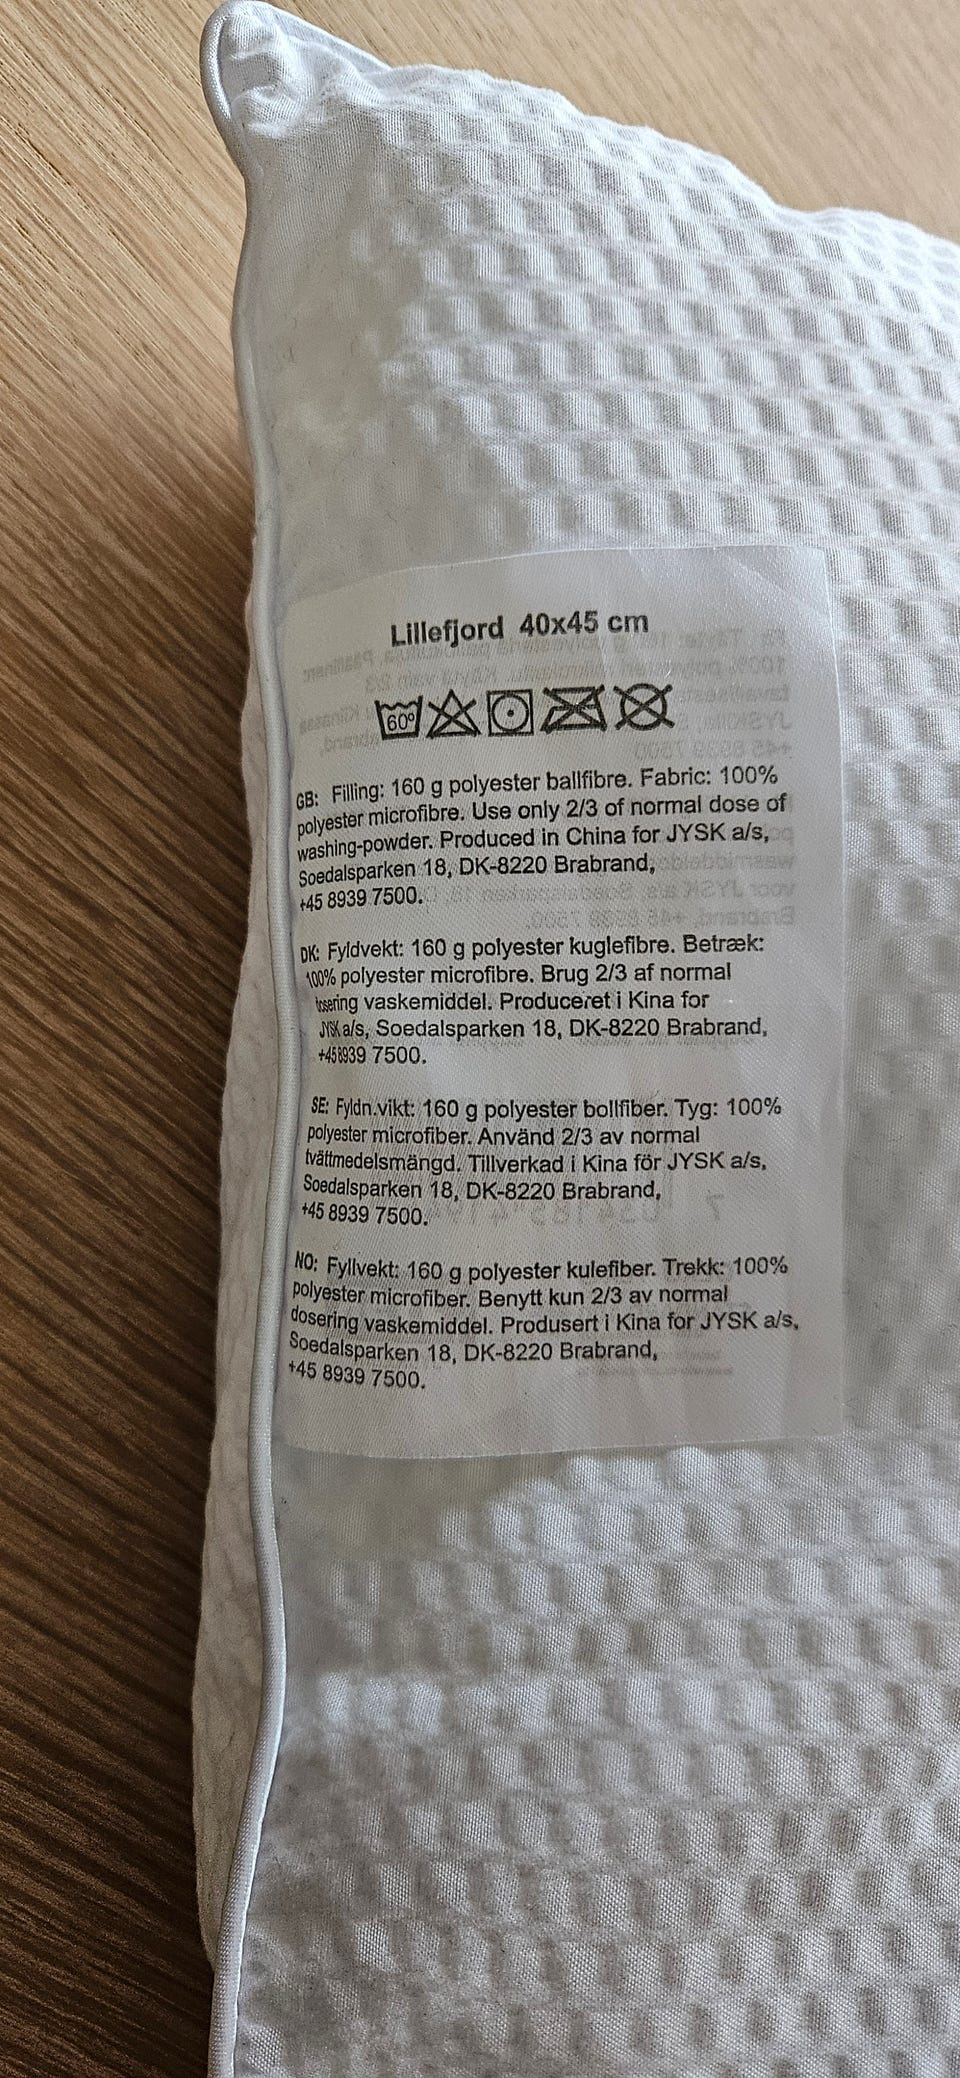 Lillefjord 40x45 cm
60°
GB: Filling: 160 g polyester ballfibre. Fabric: 100%
polyester microfibre. Use only 2/3 of normal dose of
washing-powder. Produced in China for JYSK a/s,
Soedalsparken 18, DK-8220 Brabrand,
+45 8939 7500.
DK: Fyldvekt: 160 g polyester kuglefibre. Betræk:
100% polyester microfibre. Brug 2/3 af normal
dosering vaskemiddel. Produceret i Kina for
JYSK a/s, Soedalsparken 18, DK-8220 Brabrand,
+45 8939 7500.
SE: Fyldn.vikt: 160 g polyester bollfiber. Tyg: 100%
polyester microfiber. Använd 2/3 av normal
tvättmedelsmängd. Tillverkad i Kina för JYSK a/s,
Soedalsparken 18, DK-8220 Brabrand,
+45 8939 7500.
NO: Fyllvekt: 160 g polyester kulefiber. Trekk: 100%
polyester microfiber. Benytt kun 2/3 av normal
dosering vaskemiddel. Produsert i Kina for JYSK a/s,
Soedalsparken 18, DK-8220 Brabrand,
+45 8939 7500.